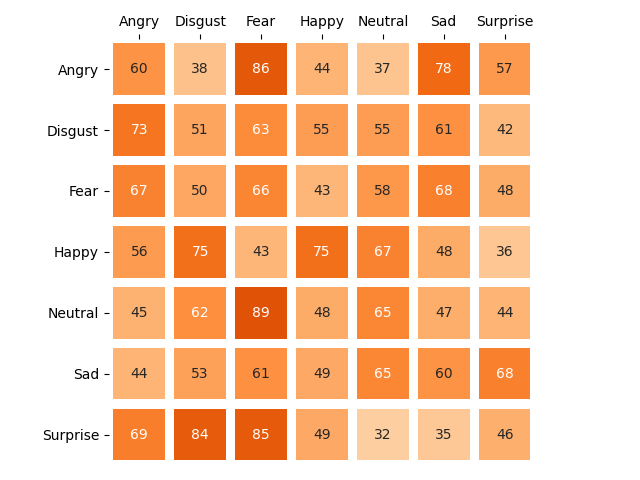 Angry Disgust Fear Happy Neutral Sad Surprise
Angry 60 38 86 44 37 78 57
Disgust 73 51 63 55 55 61 42
Fear 67 50 66 43 58 68 48
Happy 56 75 43 75 67 48 36
Neutral 45 62 89 48 65 47 44
Sad 44 53 61 49 65 60 68
Surprise 69 84 85 49 32 35 46